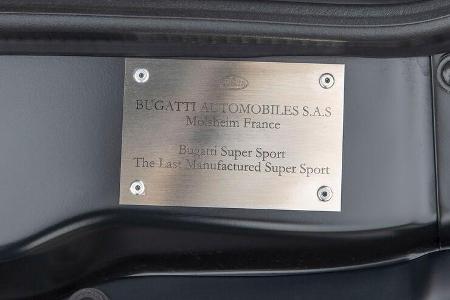 BUGATTI AUTOMOBILES S.A.S
Molsheim France
Bugatti Super Sport
The Last Manufactured Super Sport